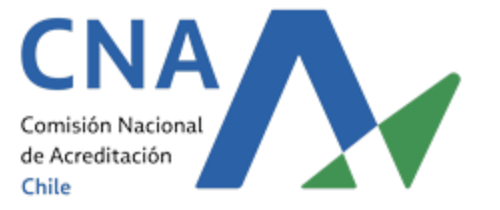 CNA
Comisión Nacional
de Acreditación
Chile